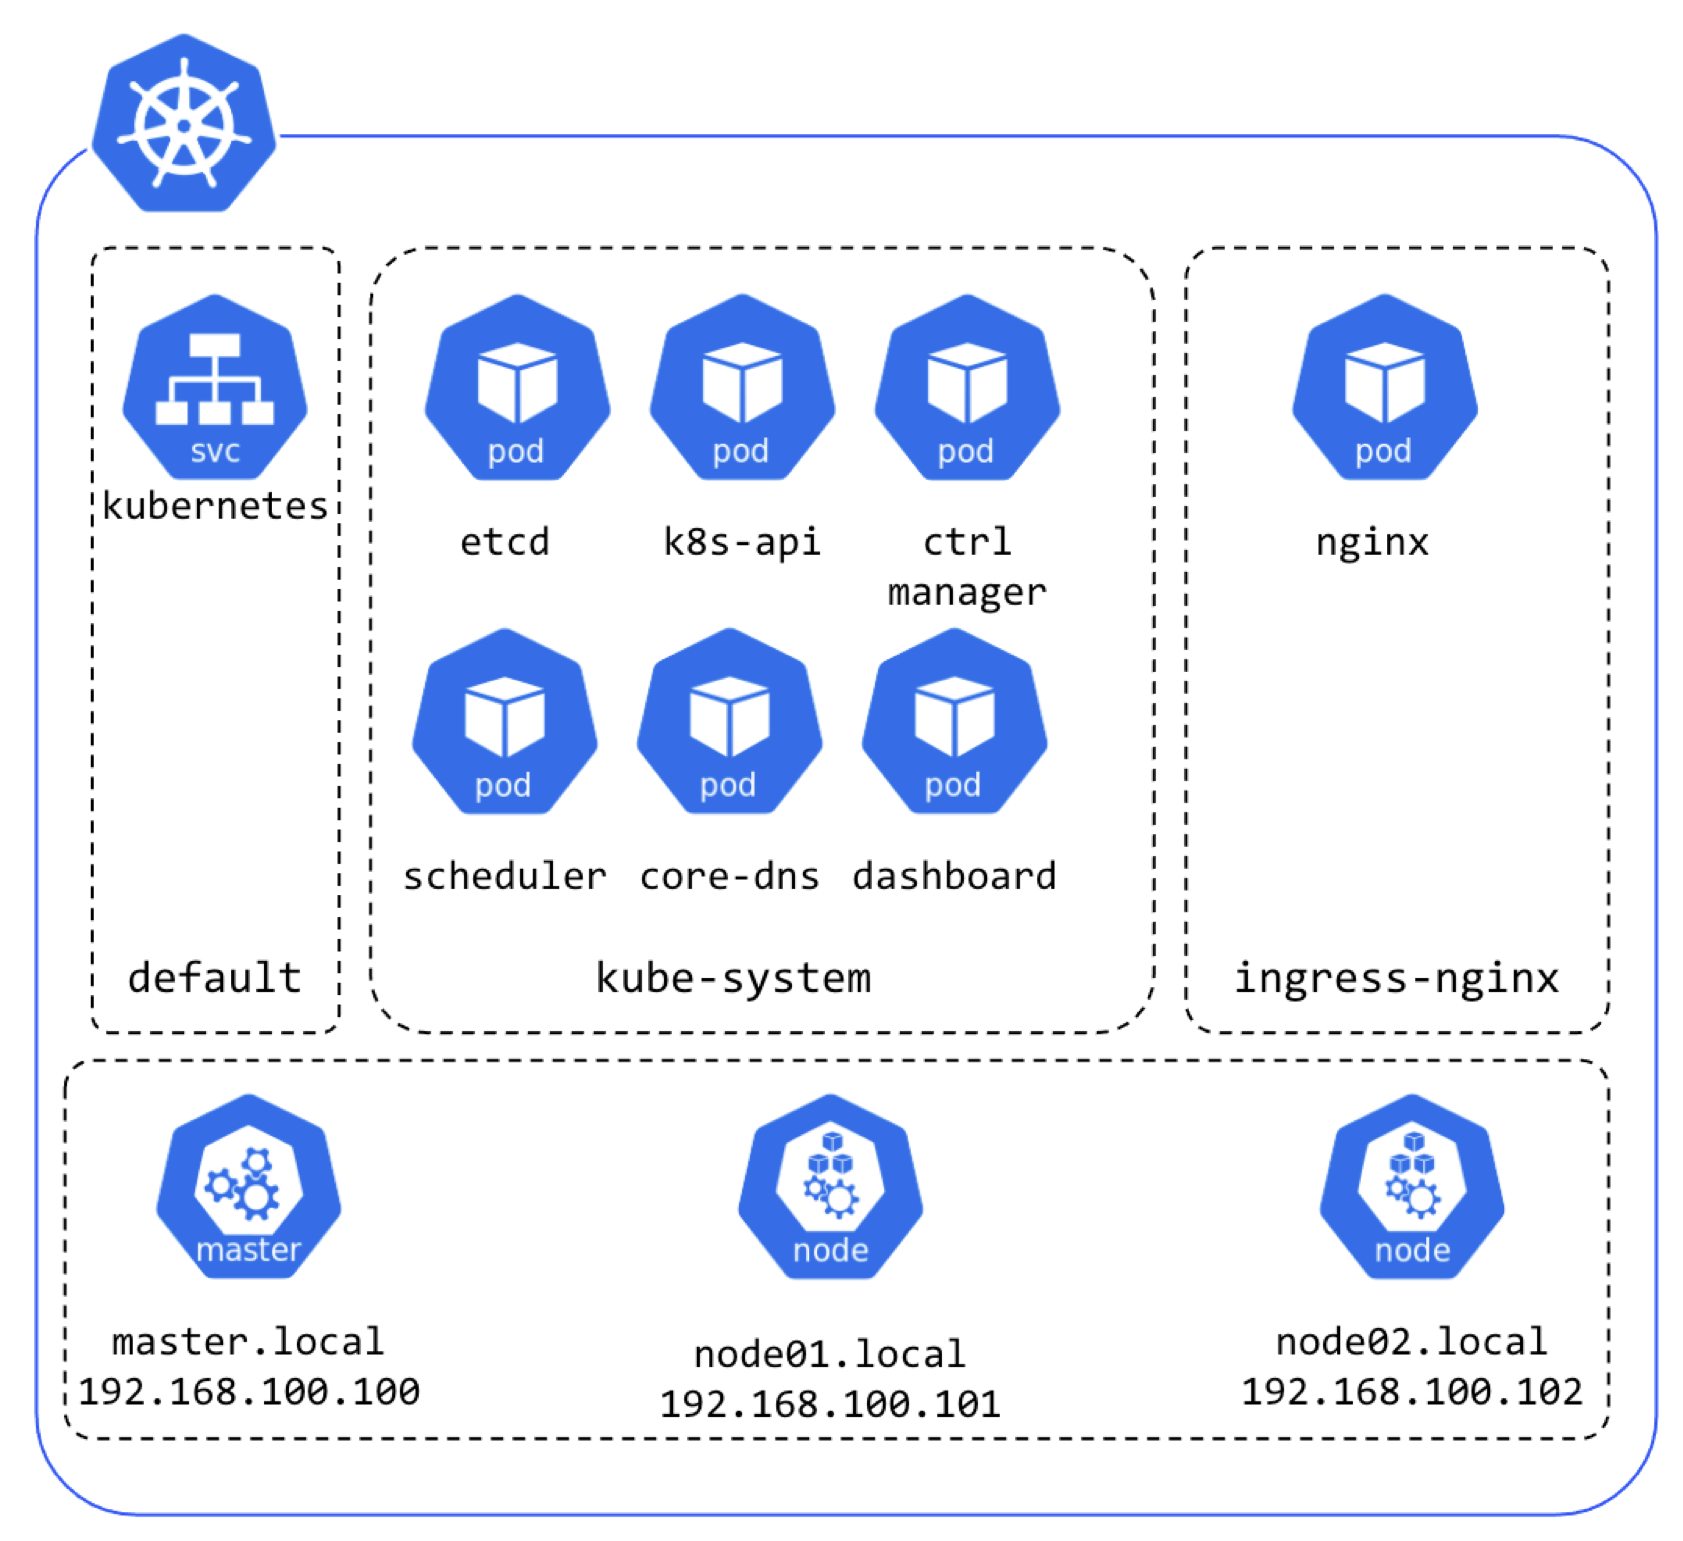 svc
kubernetes
pod
etcd
pod
k8s-api
pod
ctrl
manager
pod
scheduler
pod
core-dns
pod
dashboard
pod
nginx
default
kube-system
ingress-nginx
master
master.local
192.168.100.100
node
node01.local
192.168.100.101
node
node02.local
192.168.100.102